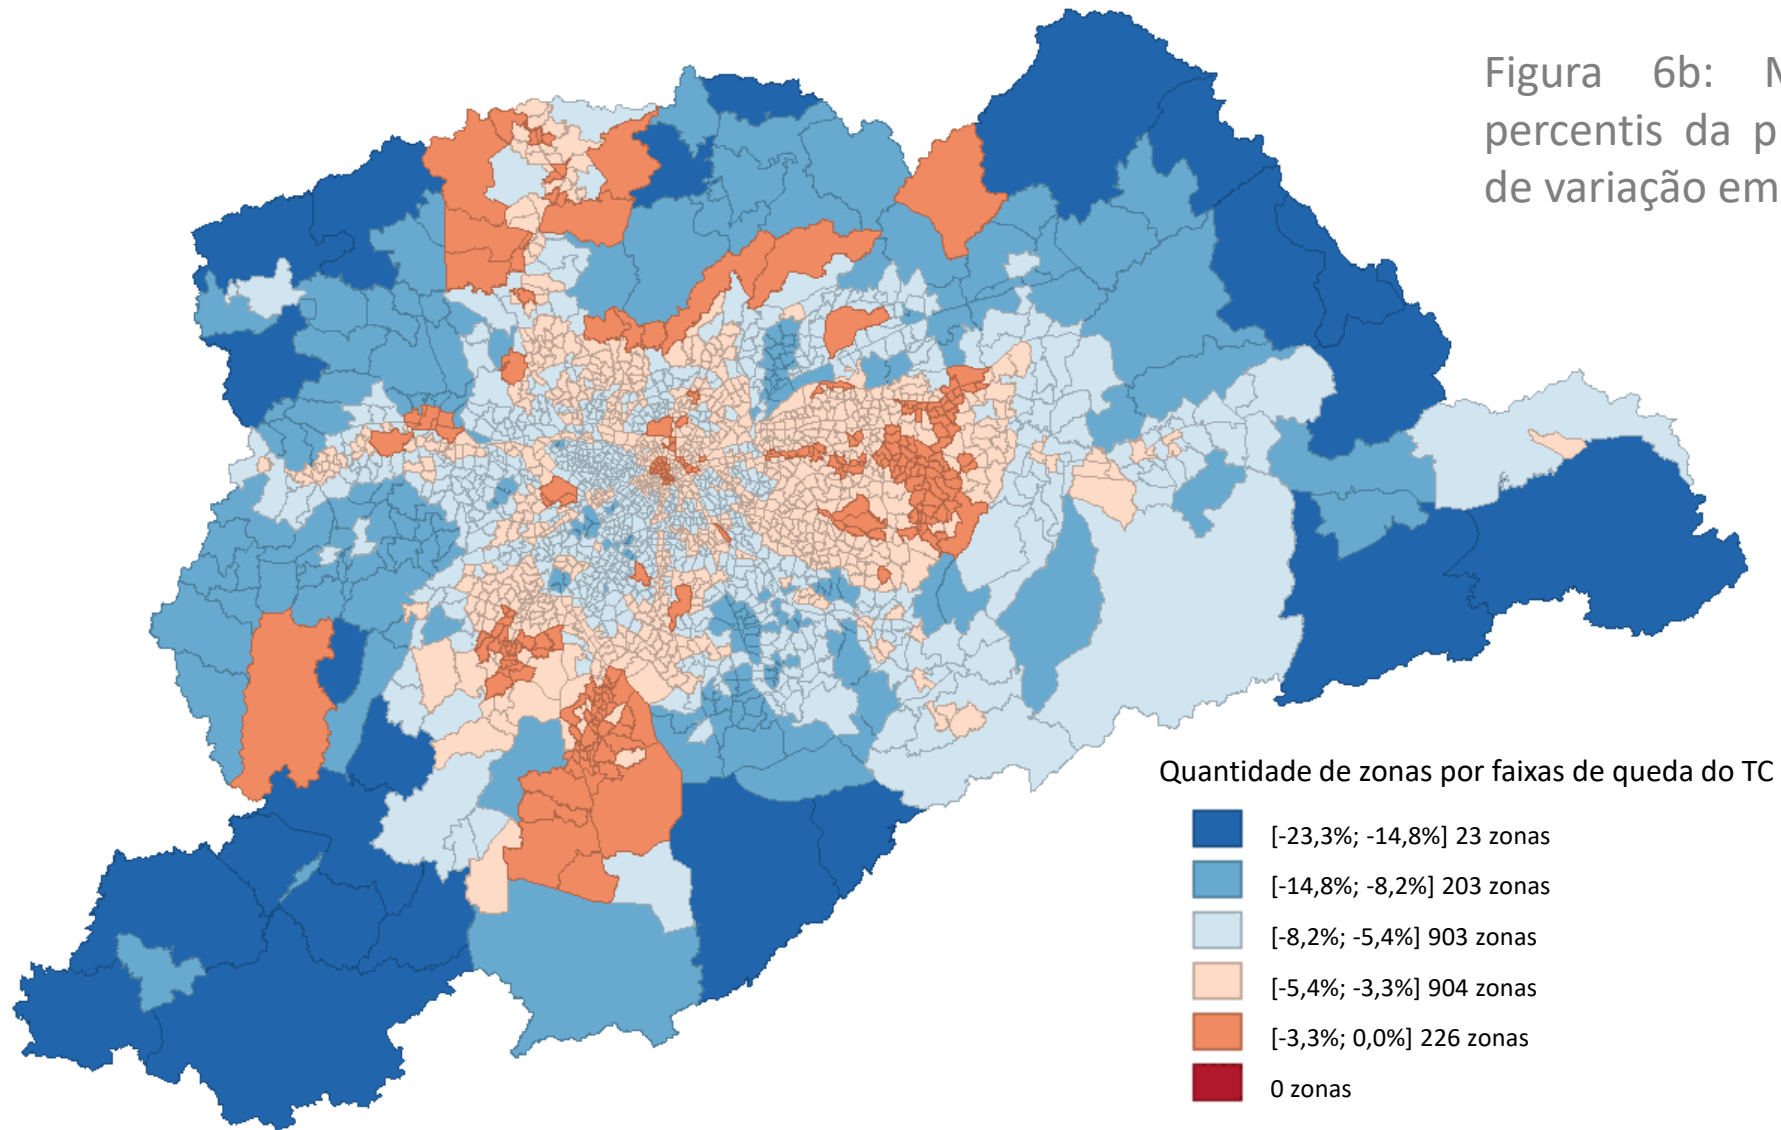 Figura 6b:
percentis da
de variação em
Quantidade de zonas por faixas de queda do TC
[-23,3%; -14,8%] 23 zonas
[-14,8%; -8,2%] 203 zonas
[-8,2%; -5,4%] 903 zonas
[-5,4%; -3,3%] 904 zonas
[-3,3%; 0,0%] 226 zonas
0 zonas